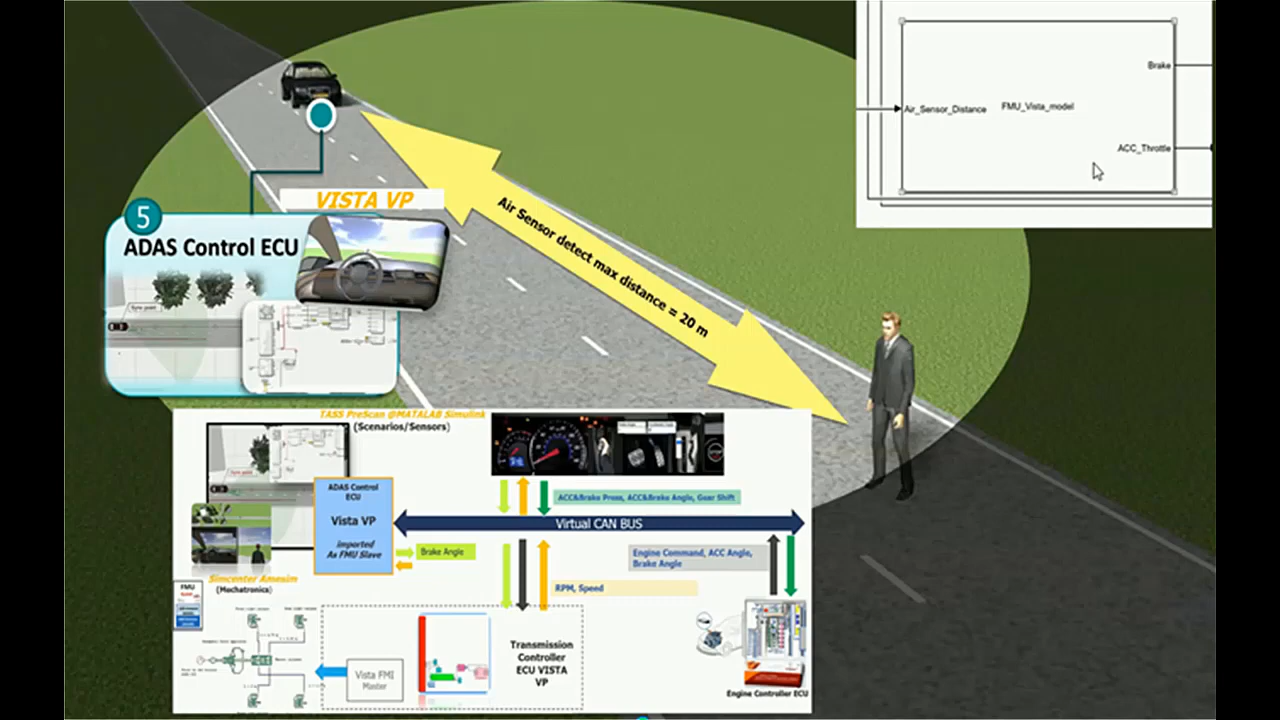 Brake
Air_Sensor_Distance
FMU_Vista_model
ACC_Throttle
VISTA VP
5
ADAS Control ECU
Air Sensor detect max distance = 20 m
TASS PreScan @MATALAB Simulink
(Scenarios/Sensors)
ADAS Control
ECU
Vista VP
imported
As FMU Slave
ACC&Brake Press, ACC&Brake Angle, Gear Shift
Virtual CAN BUS
Brake Angle
Engine Command, ACC Angle,
Brake Angle
Simcenter Amesim
(Mechatronics)
FMU
RPM, Speed
Transmission
Controller
ECU VISTA
VP
Vista FMI
Master
Engine Controller ECU